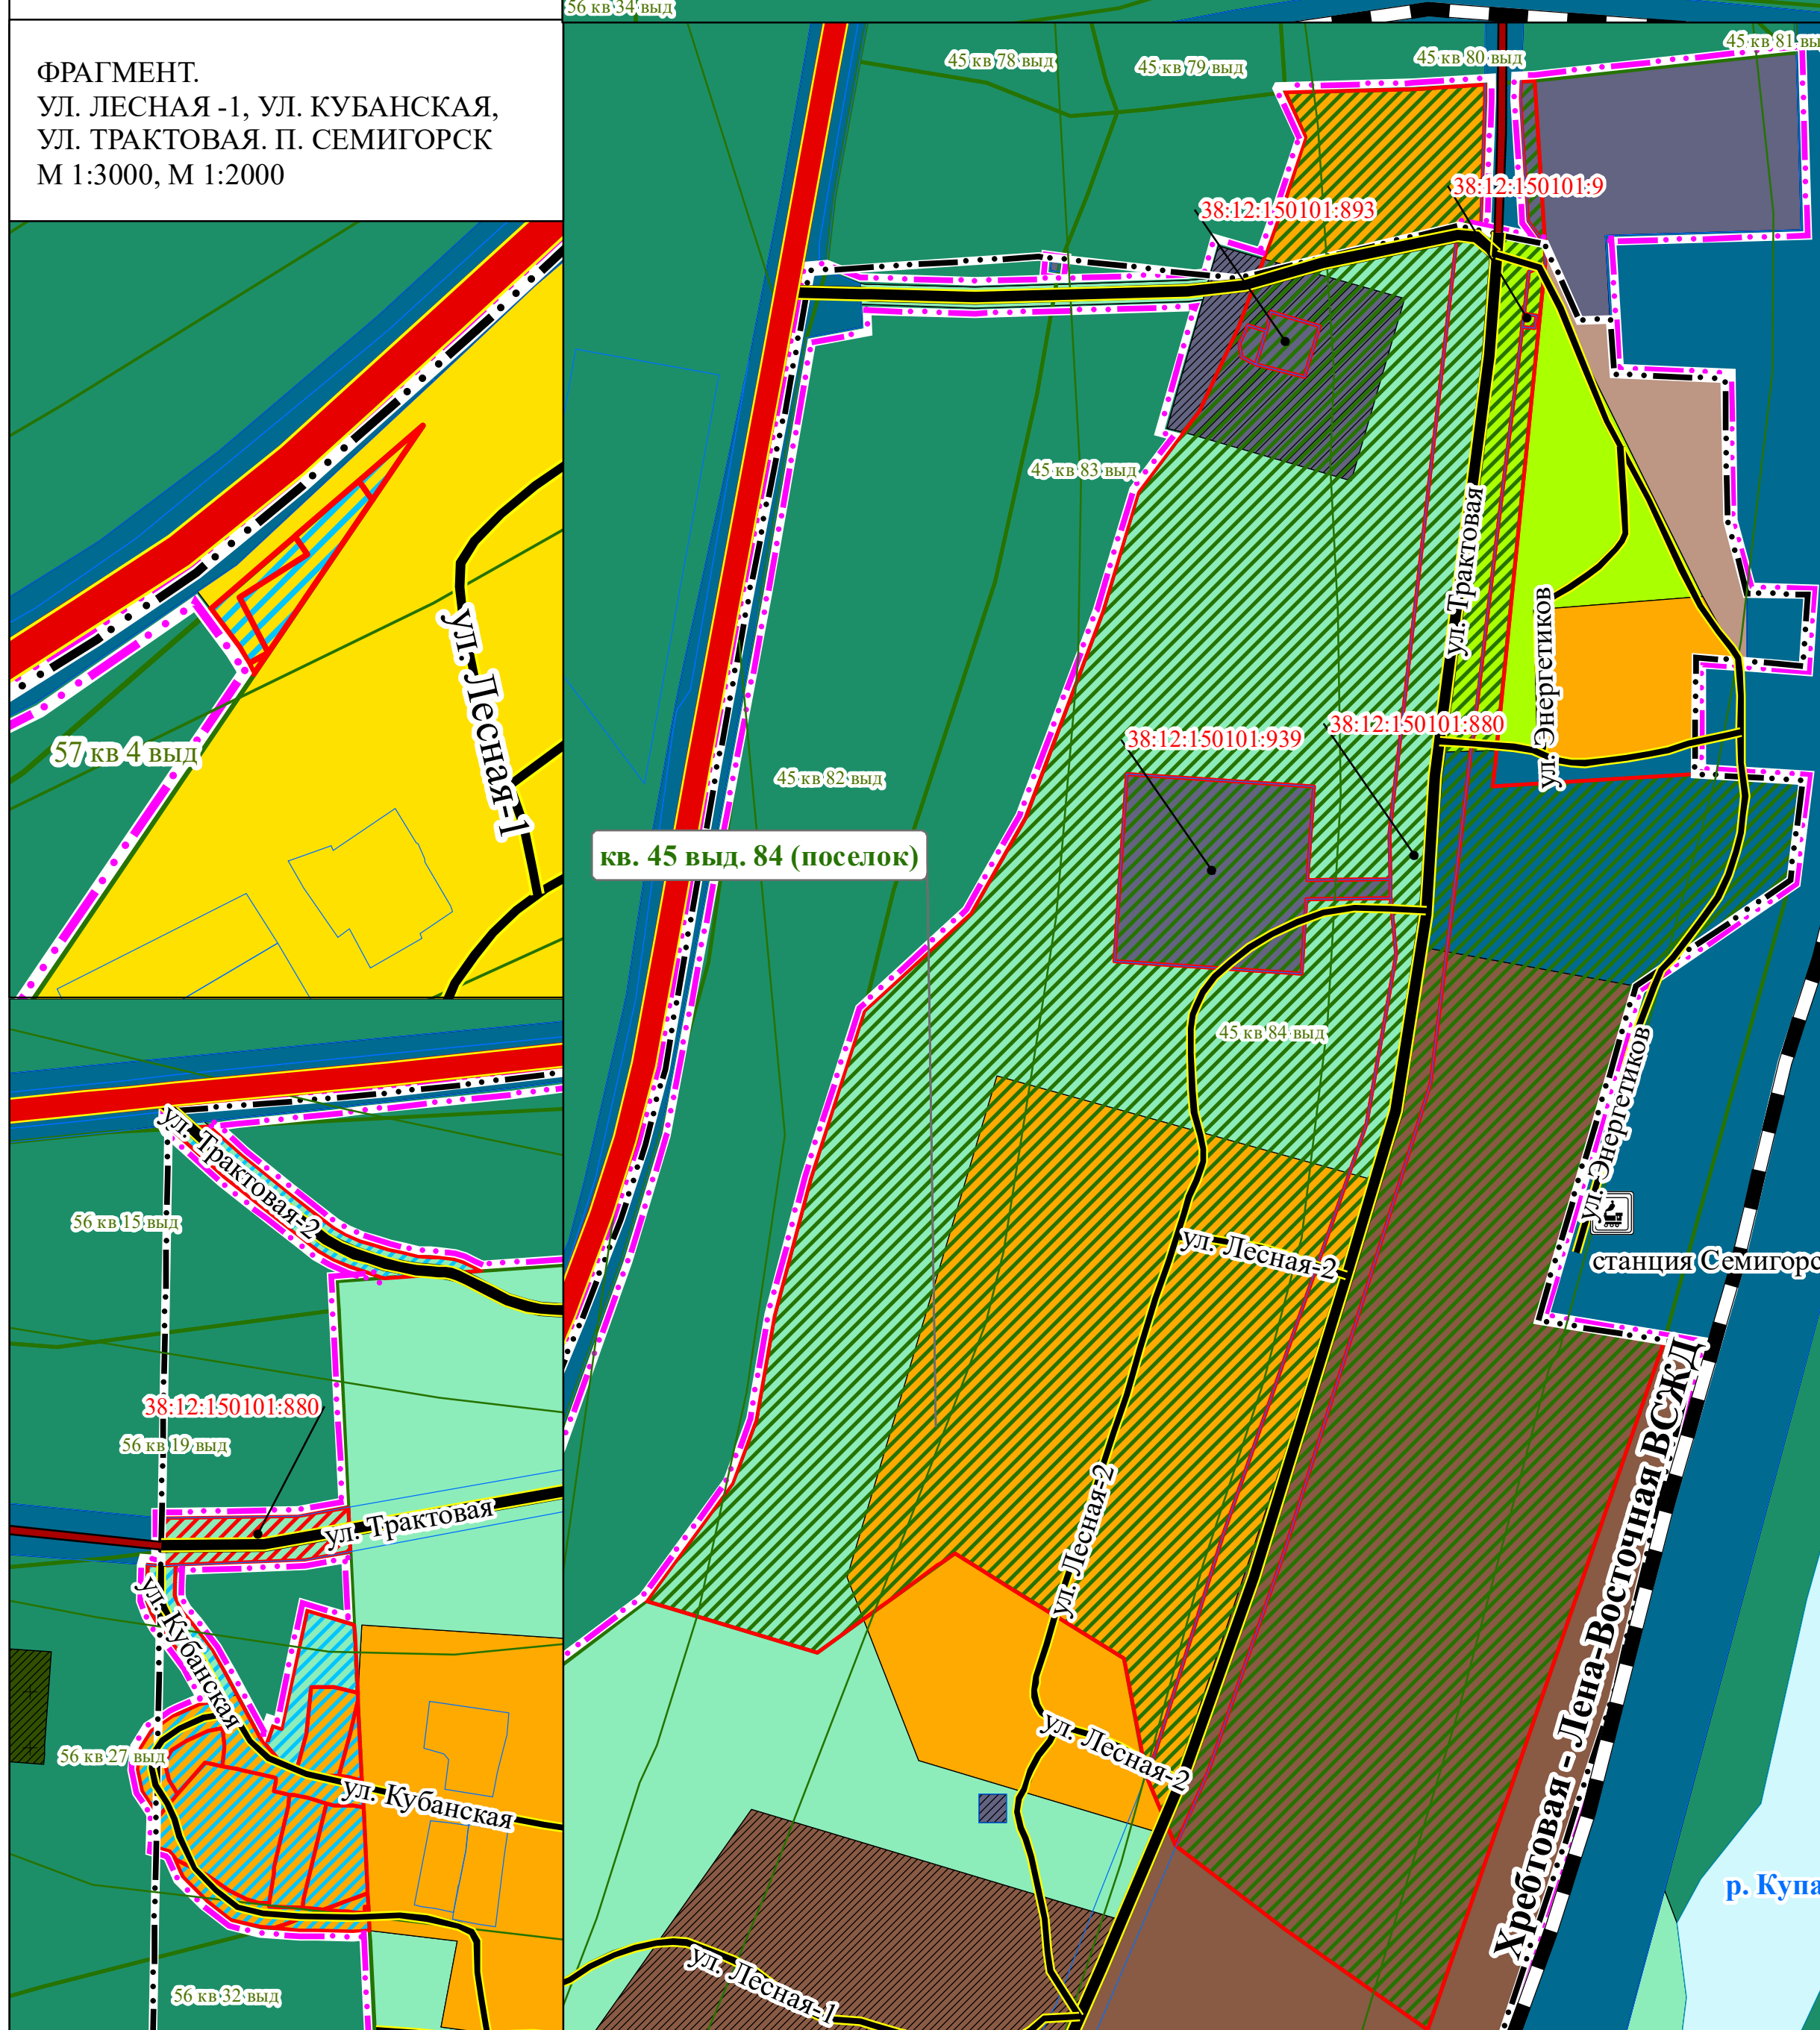 56 кв 34 выд
ФРАГМЕНТ.
УЛ. ЛЕСНАЯ -1, УЛ. КУБАНСКАЯ,
УЛ. ТРАКТОВАЯ. П. СЕМИГОРСК
М 1:3000, М 1:2000
45 кв 78 выд
45 кв 79 выд
45 кв 80 выд
45 кв 81 вы
38:12:150101:893
38:12:150101:9
45 кв 83 выд
ул. Трактовая
ул. Энергетиков
38:12:150101:939
38:12:150101:880
45 кв 82 выд
кв. 45 выд. 84 (поселок)
45 кв 84 выд
ул. Энергетиков
станция Семигорс
ул. Лесная-2
ул. Лесная-2
ул. Лесная-2
ул. Лесная-1
Хребтовая - Лена-Восточная ВСЖД
р. Купа
57 кв 4 выд
ул. Лесная-1
ул. Трактовая-2
56 кв 15 выд
38:12:150101:880
56 кв 19 выд
ул. Трактовая
ул. Кубанская
56 кв 27 выд
ул. Кубанская
56 кв 32 выд